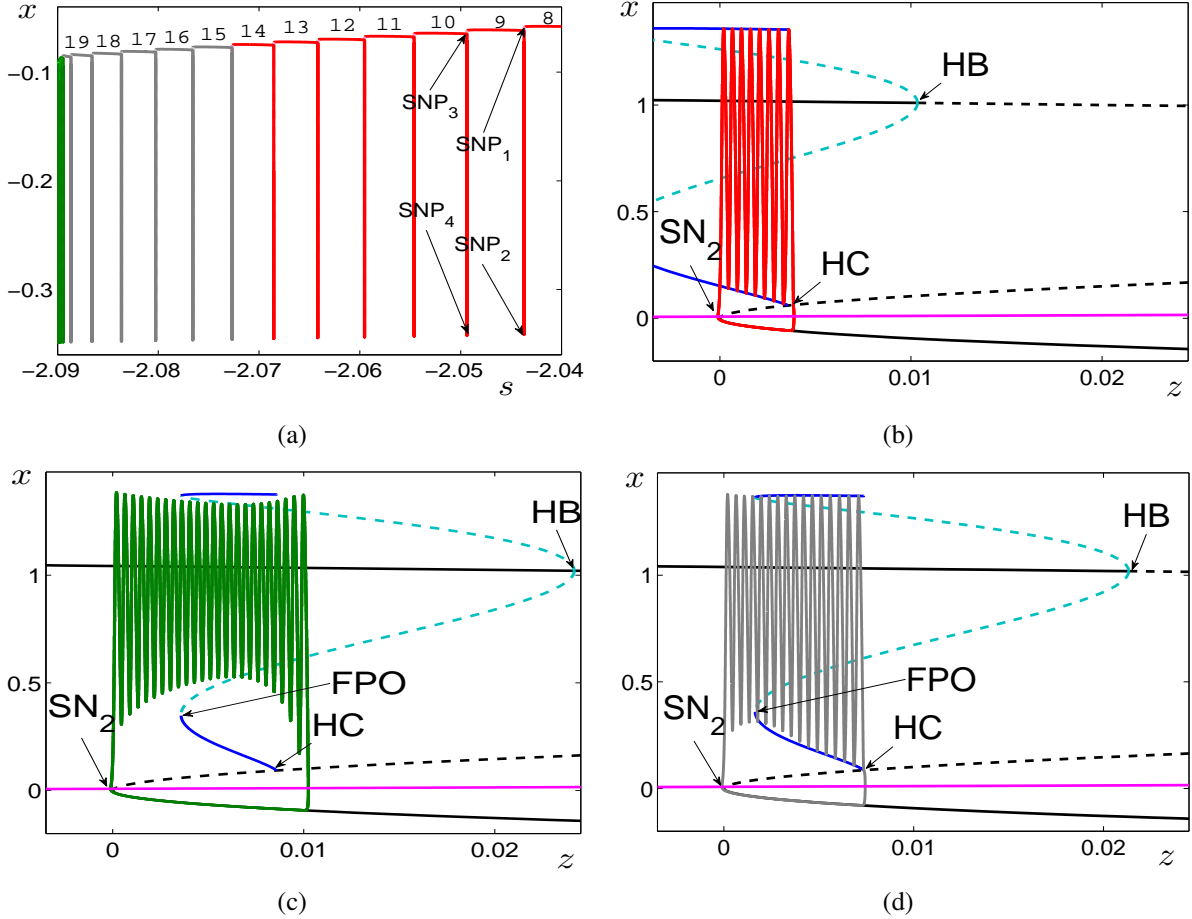 x
19 18 17 16 15 14 13 12 11 10 9 8
−0.1
−0.2
−0.3
SNP3
SNP1
SNP4
SNP2
−2.09 −2.08 −2.07 −2.06 −2.05 −2.04
s
(a)
x
1
0.5
0
HB
SN2
HC
0 0.01 0.02
z
(b)
x
1
0.5
0
HB
FPO
SN2
HC
0 0.01 0.02
z
(c)
x
1
0.5
0
HB
FPO
SN2
HC
0 0.01 0.02
z
(d)